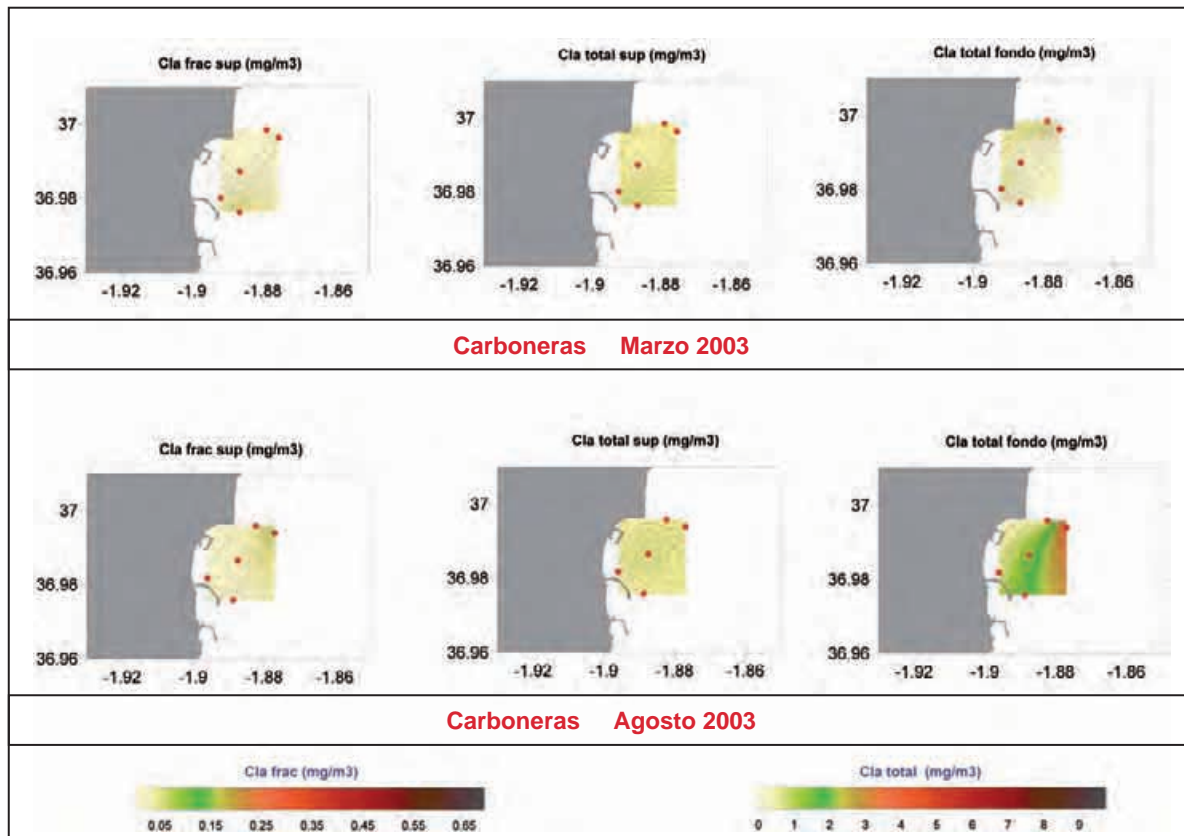 Cla frac sup (mg/m3)
Cla total sup (mg/m3)
Cla total fondo (mg/m3)
37
36.98
36.96
-1.92 -1.9 -1.88 -1.86
37
36.98
36.96
-1.92 -1.9 -1.88 -1.86
37
36.98
36.96
-1.92 -1.9 -1.88 -1.86
Carboneras Marzo 2003
Cla frac sup (mg/m3)
Cla total sup (mg/m3)
Cla total fondo (mg/m3)
37
36.98
36.96
-1.92 -1.9 -1.88 -1.86
37
36.98
36.96
-1.92 -1.9 -1.88 -1.86
37
36.98
36.96
-1.92 -1.9 -1.88 -1.86
Carboneras Agosto 2003
Cla frac (mg/m3)
0.05 0.15 0.25 0.35 0.45 0.55 0.65
Cla total (mg/m3)
0 1 2 3 4 5 6 7 8 9